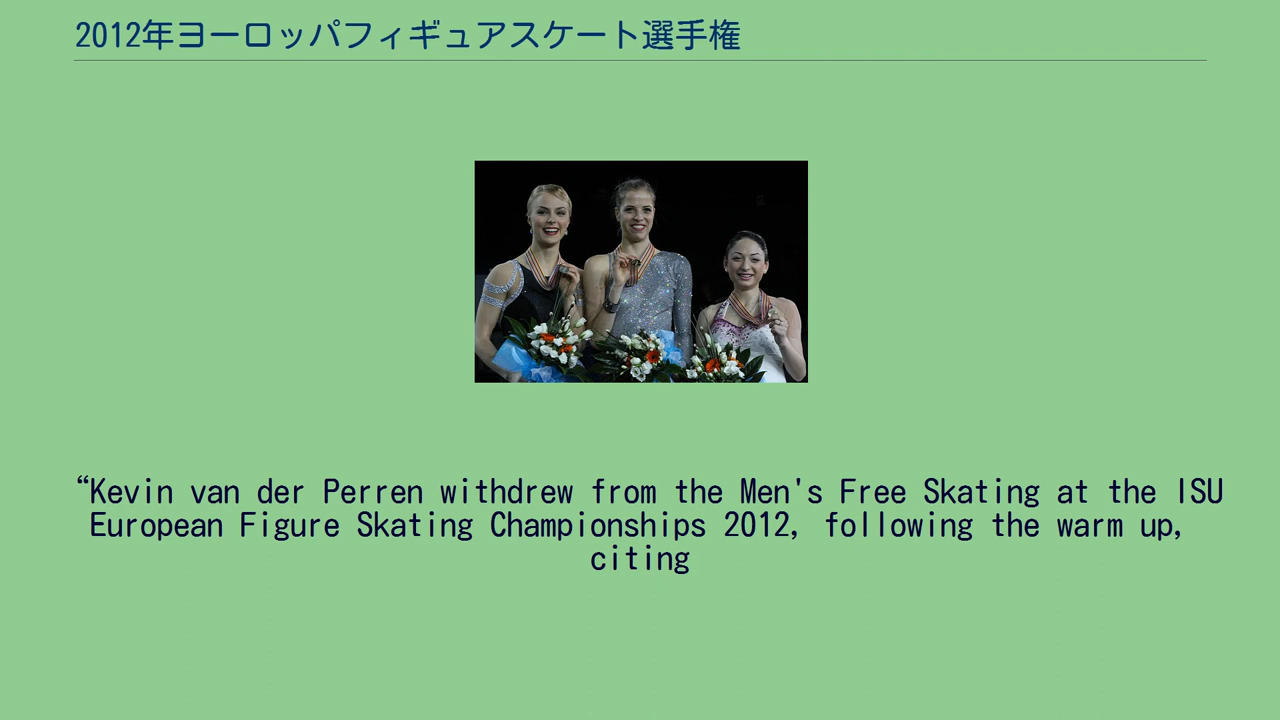 2012年ヨーロッパフィギュアスケート選手権
“Kevin van der Perren withdrew from the Men's Free Skating at the ISU
European Figure Skating Championships 2012, following the warm up,
citing